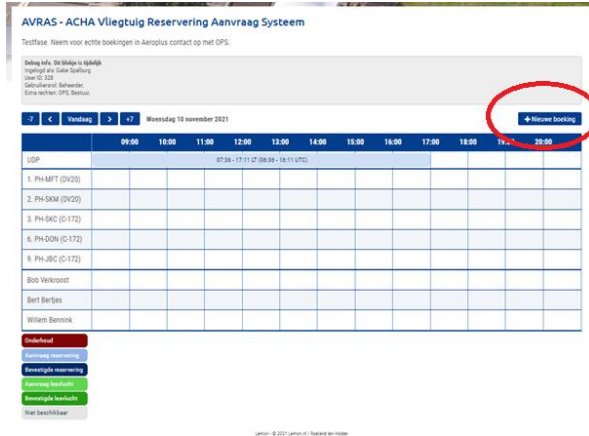 AVRAS - ACHA Vliegtuig Reservering Aanvraag Systeem
Testfase. Neem voor echte boekingen in Aeroplus contact op met OPS.
Debug info. Dit blokje is tijdelijk
Ingelogd als: Gabe Spalburg
User ID: 328
Gebruikersrol: Beheerder,
Extra rechten: OPS, Bestuur,
-7 < Vandaag > +7 Woensdag 10 november 2021 + Nieuwe boeking
09:00 10:00 11:00 12:00 13:00 14:00 15:00 16:00 17:00 18:00 19:00 20:00
UDP 07:36 - 17:11 LT (06:36 - 16:11 UTC)
1. PH-MFT (DV20)
2. PH-SKM (DV20)
3. PH-SKC (C-172)
6. PH-DON (C-172)
9. PH-JBC (C-172)
Bob Verkroost
Bert Bertjes
Willem Bennink
Onderhoud
Aanvraag reservering
Bevestigde reservering
Aanvraag lesvlucht
Bevestigde lesvlucht
Niet beschikbaar
Lemon - © 2021 Lemon.nl / Roeland ten Holder